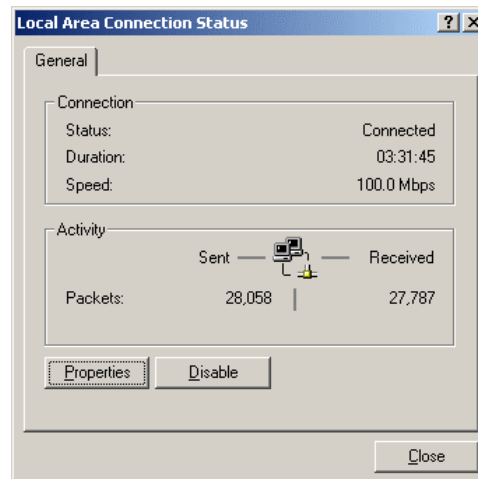 Local Area Connection Status
General
Connection
Status: Connected
Duration: 03:31:45
Speed: 100.0 Mbps
Activity
Sent Received
Packets: 28,058 27,787
Properties Disable
Close